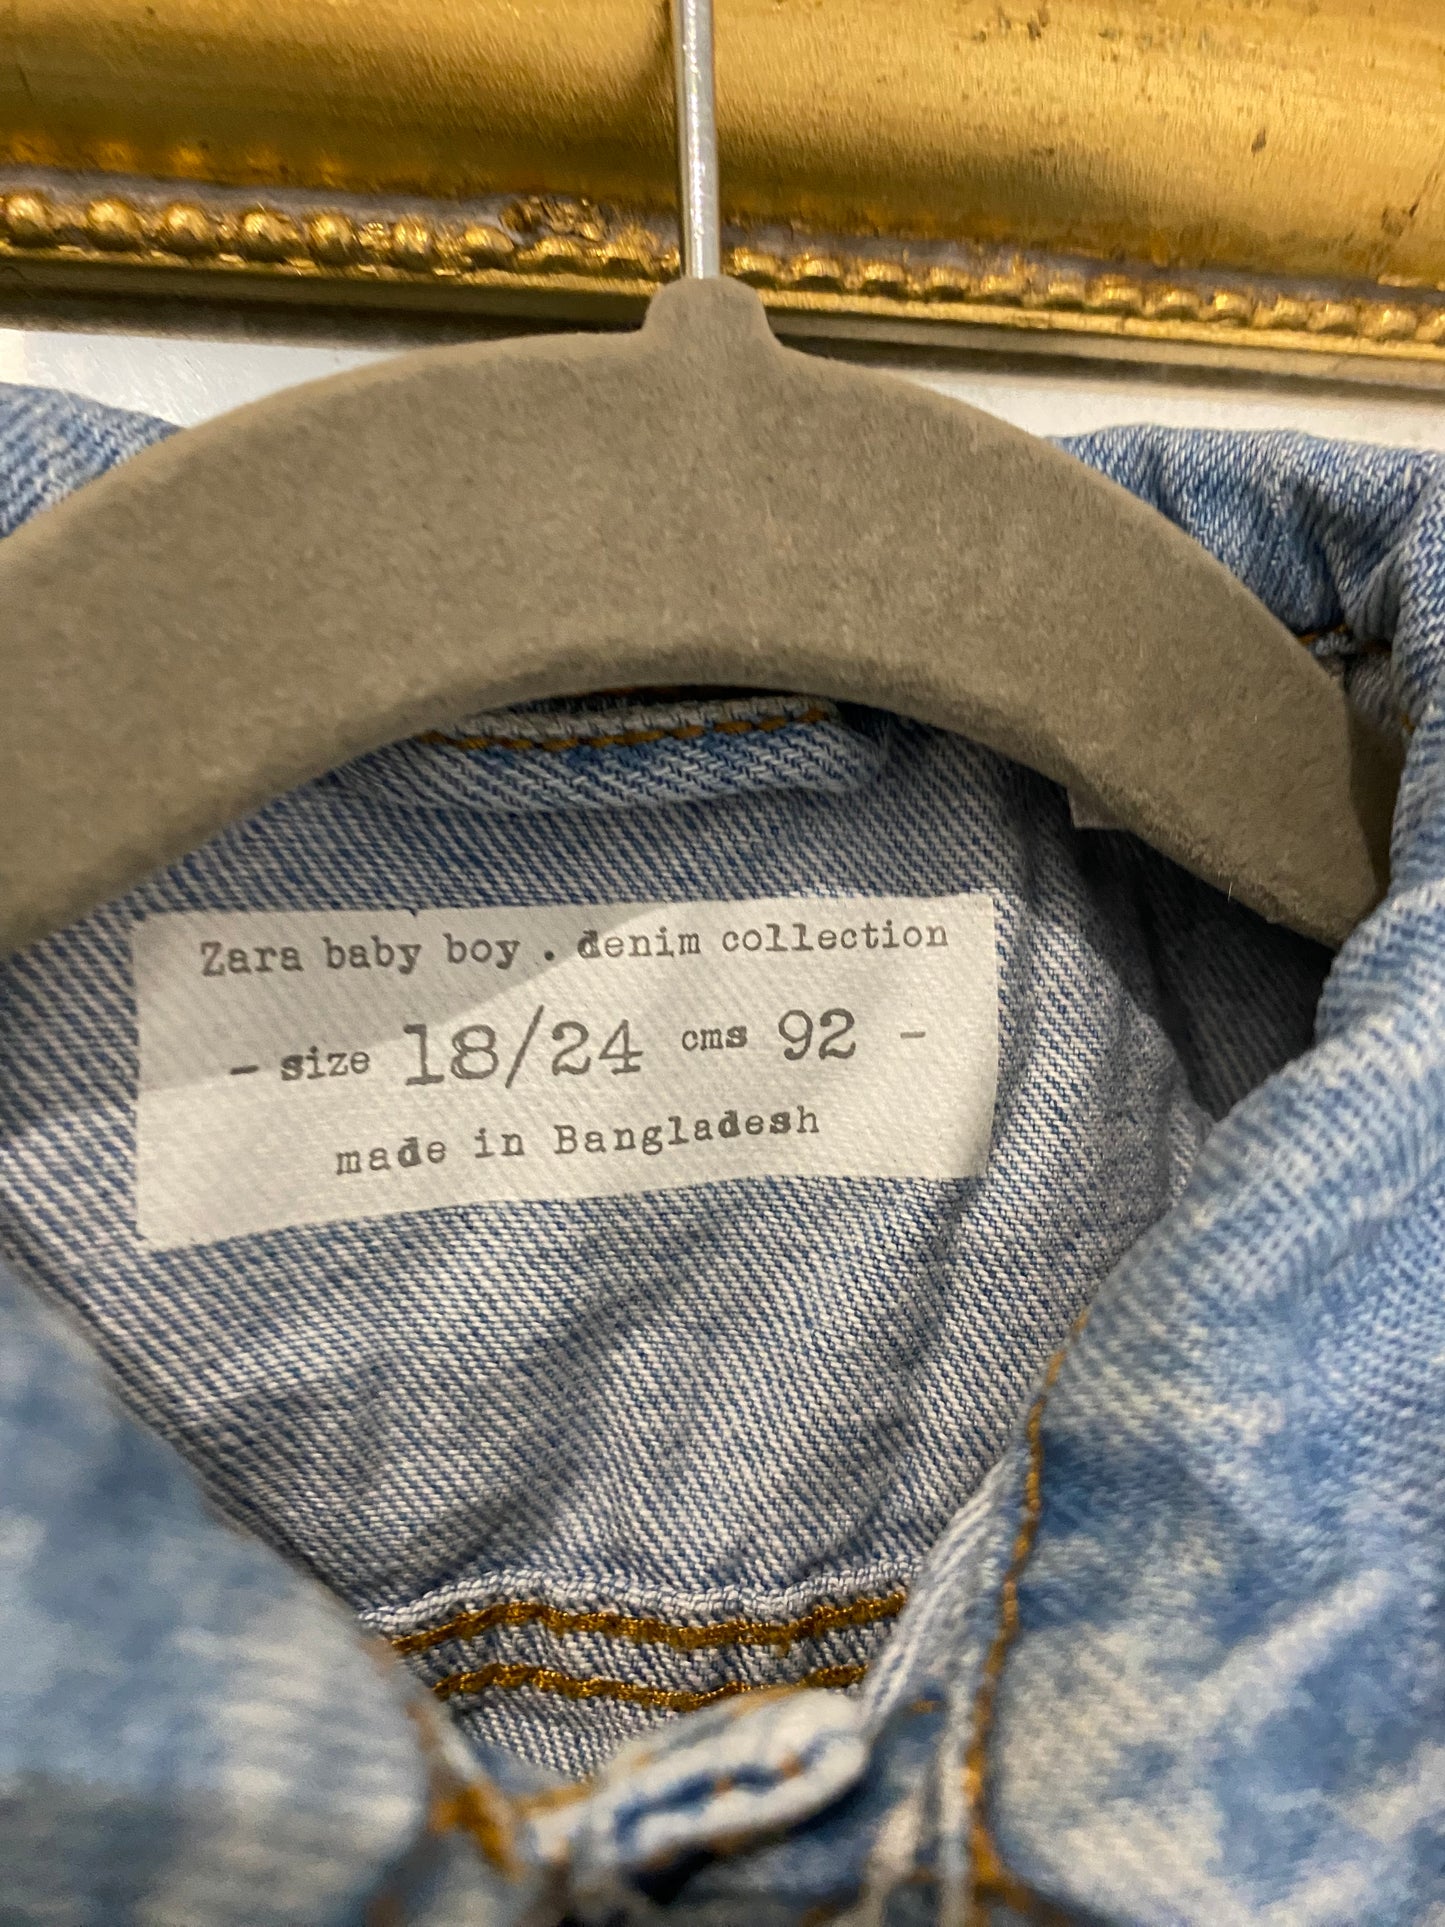 Zara baby boy . denim collection
- size 18/24 cms 92 -
made in Bangladesh